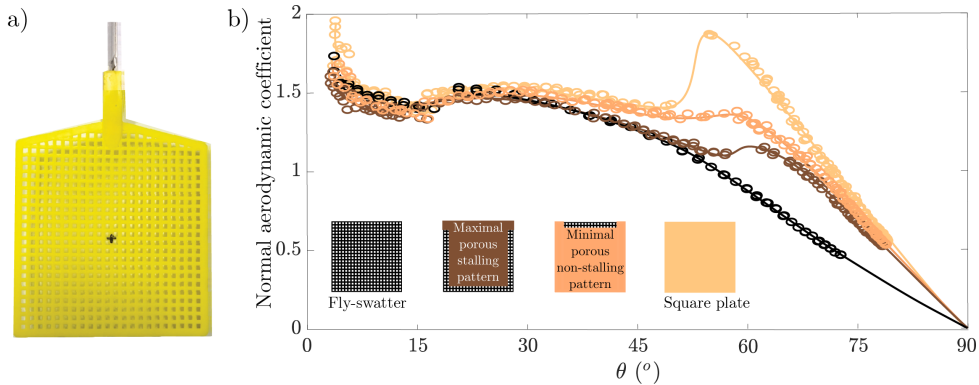 a)
b)
Normal aerodynamic coefficient
2
1.5
1
0.5
0
Maximal
porous
stalling
pattern
Minimal
porous
non-stalling
pattern
Fly-swatter
Square plate
0 15 30 45 60 75 90
θ (°)